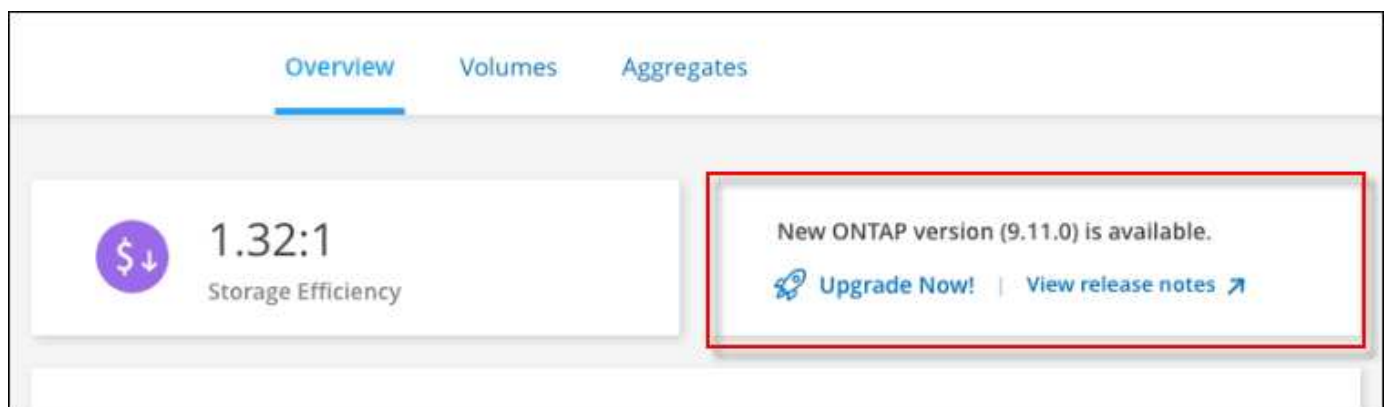 Overview Volumes Aggregates
1.32:1
Storage Efficiency
New ONTAP version (9.11.0) is available.
Upgrade Now! | View release notes